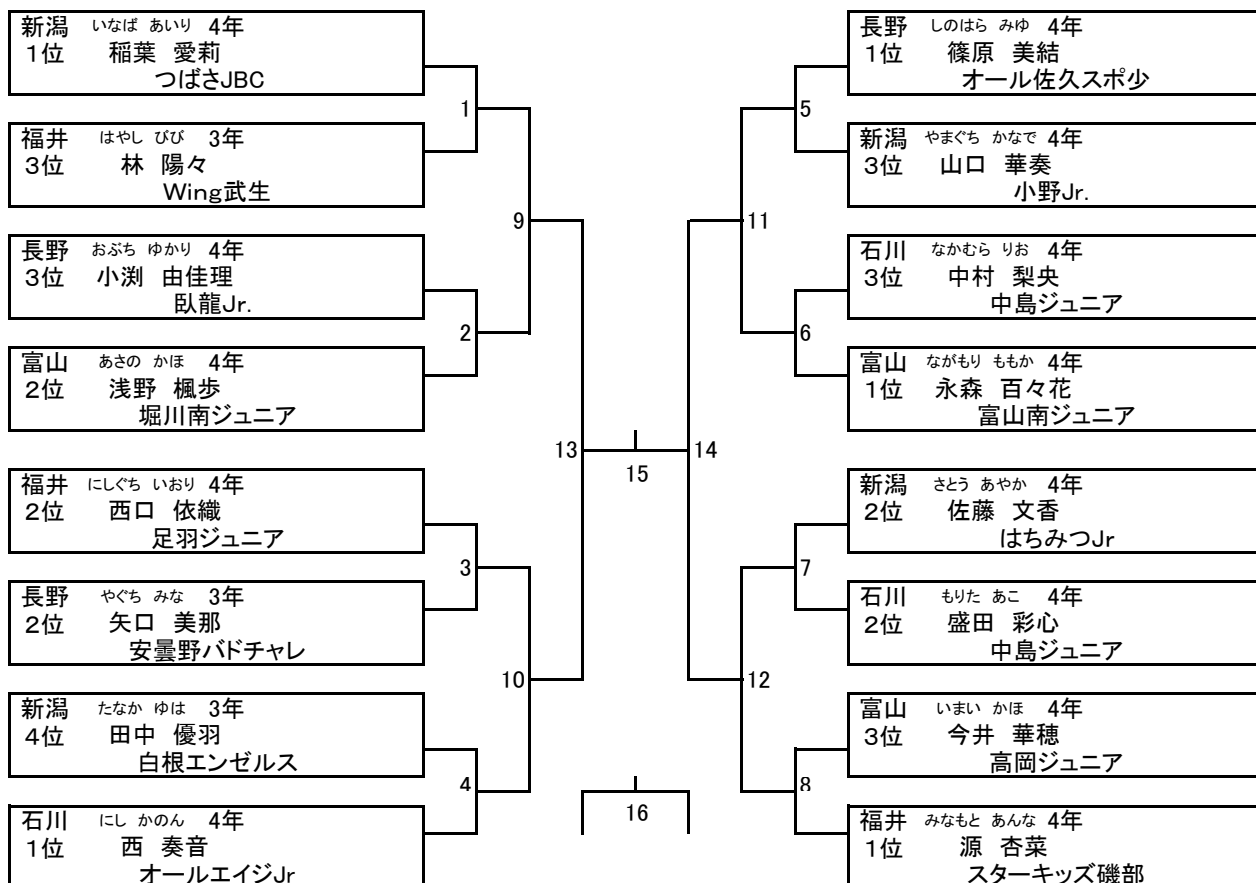 新潟 いなば あいり 4年
1位 稲葉 愛莉
つばさJBC
福井 はやし びび 3年
3位 林 陽々
Wing武生
長野 おぶち ゆかり 4年
3位 小渕 由佳理
臥龍Jr.
富山 あさの かほ 4年
2位 浅野 楓歩
堀川南ジュニア
福井 にしぐち いおり 4年
2位 西口 依織
足羽ジュニア
長野 やぐち みな 3年
2位 矢口 美那
安曇野バドチャレ
新潟 たなか ゆは 3年
4位 田中 優羽
白根エンゼルス
石川 にし かのん 4年
1位 西 奏音
オールエイジJr
1
2
3
4
9
10
13
15
16
14
11
12
5
6
7
8
長野 しのはら みゆ 4年
1位 篠原 美結
オール佐久スポ少
新潟 やまぐち かなで 4年
3位 山口 華奏
小野Jr.
石川 なかむら りお 4年
3位 中村 梨央
中島ジュニア
富山 ながもり ももか 4年
1位 永森 百々花
富山南ジュニア
新潟 さとう あやか 4年
2位 佐藤 文香
はちみつJr
石川 もりた あこ 4年
2位 盛田 彩心
中島ジュニア
富山 いまい かほ 4年
3位 今井 華穂
高岡ジュニア
福井 みなもと あんな 4年
1位 源 杏菜
スターキッズ磯部